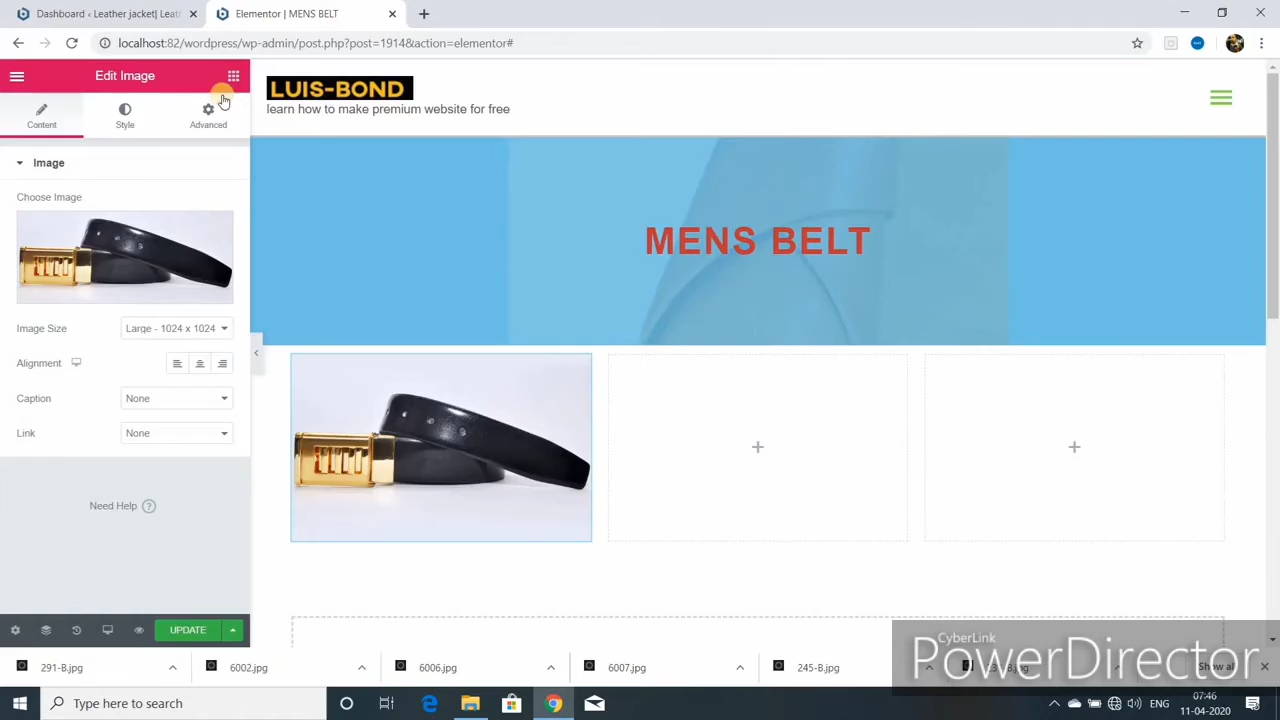 Dashboard ‹ Leather jacket| Leatl
Elementor | MENS BELT
localhost:82/wordpress/wp-admin/post.php?post=1914&action=elementor#
Edit Image
Content
Style
Advanced
Image
Choose Image
Image Size
Large - 1024 x 1024
Alignment
Caption
None
Link
None
Need Help
UPDATE
LUIS-BOND
learn how to make premium website for free
MENS BELT
291-B.jpg
6002.jpg
6006.jpg
6007.jpg
245-B.jpg
Show all
CyberLink
PowerDirector
Type here to search
ENG
07:46
11-04-2020